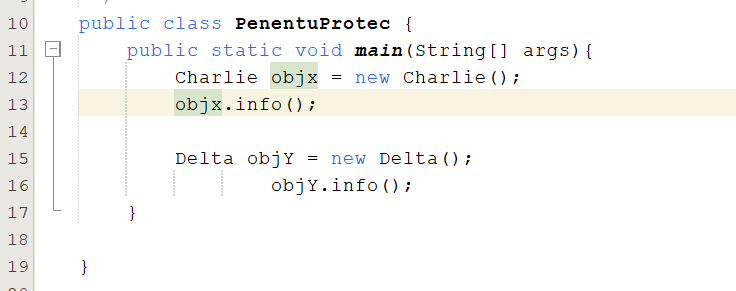 10 public class PenentuProtec {
11 public static void main(String[] args){
12 Charlie objx = new Charlie();
13 objx.info();
14
15 Delta objY = new Delta();
16 objY.info();
17 }
18
19 }